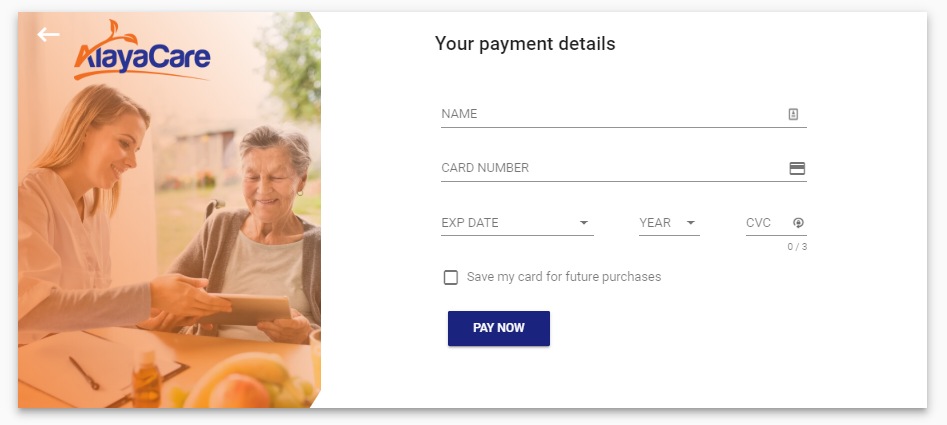 AlayaCare
Your payment details
NAME
CARD NUMBER
EXP DATE
YEAR
CVC
0 / 3
Save my card for future purchases
PAY NOW